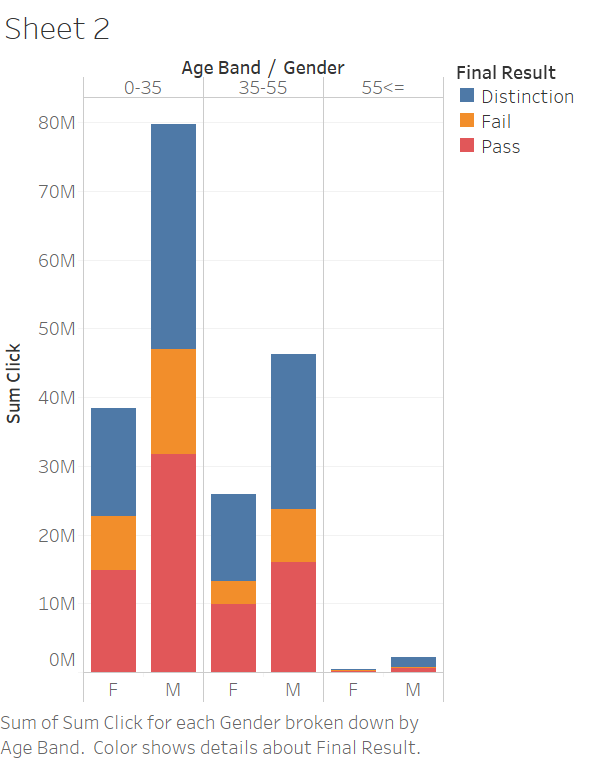 Sheet 2
Age Band / Gender
0-35 35-55 55<=
Final Result
Distinction
Fail
Pass
80M
70M
60M
50M
40M
30M
20M
10M
0M
Sum Click
F M F M F M
Sum of Sum Click for each Gender broken down by
Age Band. Color shows details about Final Result.